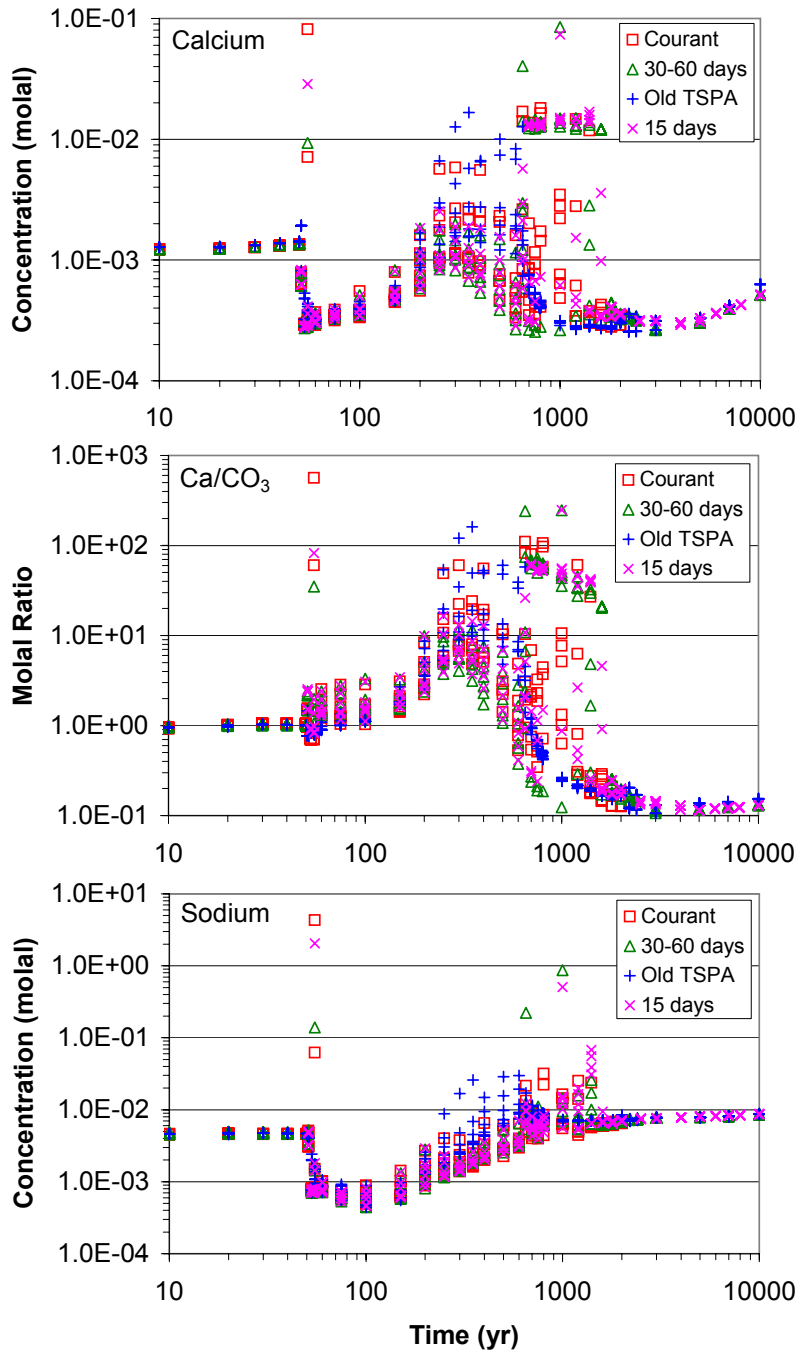 Calcium
Courant
30-60 days
Old TSPA
15 days
Concentration (molal)
1.0E-01
1.0E-02
1.0E-03
1.0E-04
10
100
1000
10000
Ca/CO₃
Courant
30-60 days
Old TSPA
15 days
Molal Ratio
1.0E+03
1.0E+02
1.0E+01
1.0E+00
1.0E-01
10
100
1000
10000
Sodium
Courant
30-60 days
Old TSPA
15 days
Concentration (molal)
1.0E+01
1.0E+00
1.0E-01
1.0E-02
1.0E-03
1.0E-04
10
100
1000
10000
Time (yr)